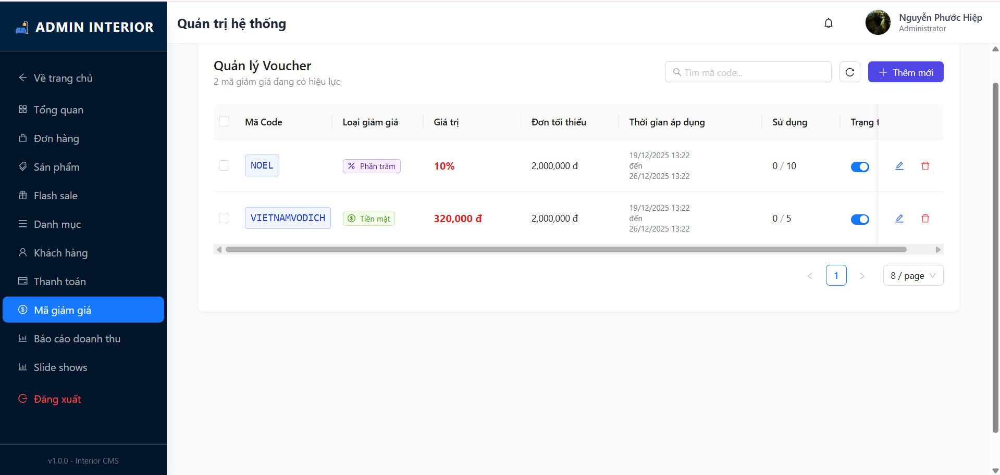 ADMIN INTERIOR
Về trang chủ
Tổng quan
Đơn hàng
Sản phẩm
Flash sale
Danh mục
Khách hàng
Thanh toán
Mã giảm giá
Báo cáo doanh thu
Slide shows
Đăng xuất
v1.0.0 - Interior CMS
Quản trị hệ thống
Nguyễn Phước Hiệp
Administrator
Quản lý Voucher
2 mã giảm giá đang có hiệu lực
Tìm mã code...
Thêm mới
Mã Code Loại giảm giá Giá trị Đơn tối thiểu Thời gian áp dụng Sử dụng Trạng t
NOEL % Phần trăm 10% 2,000,000 đ 19/12/2025 13:22
đến
26/12/2025 13:22
0 / 10
VIETNAMVODICH Tiền mặt 320,000 đ 2,000,000 đ 19/12/2025 13:22
đến
26/12/2025 13:22
0 / 5
< 1 > 8 / page